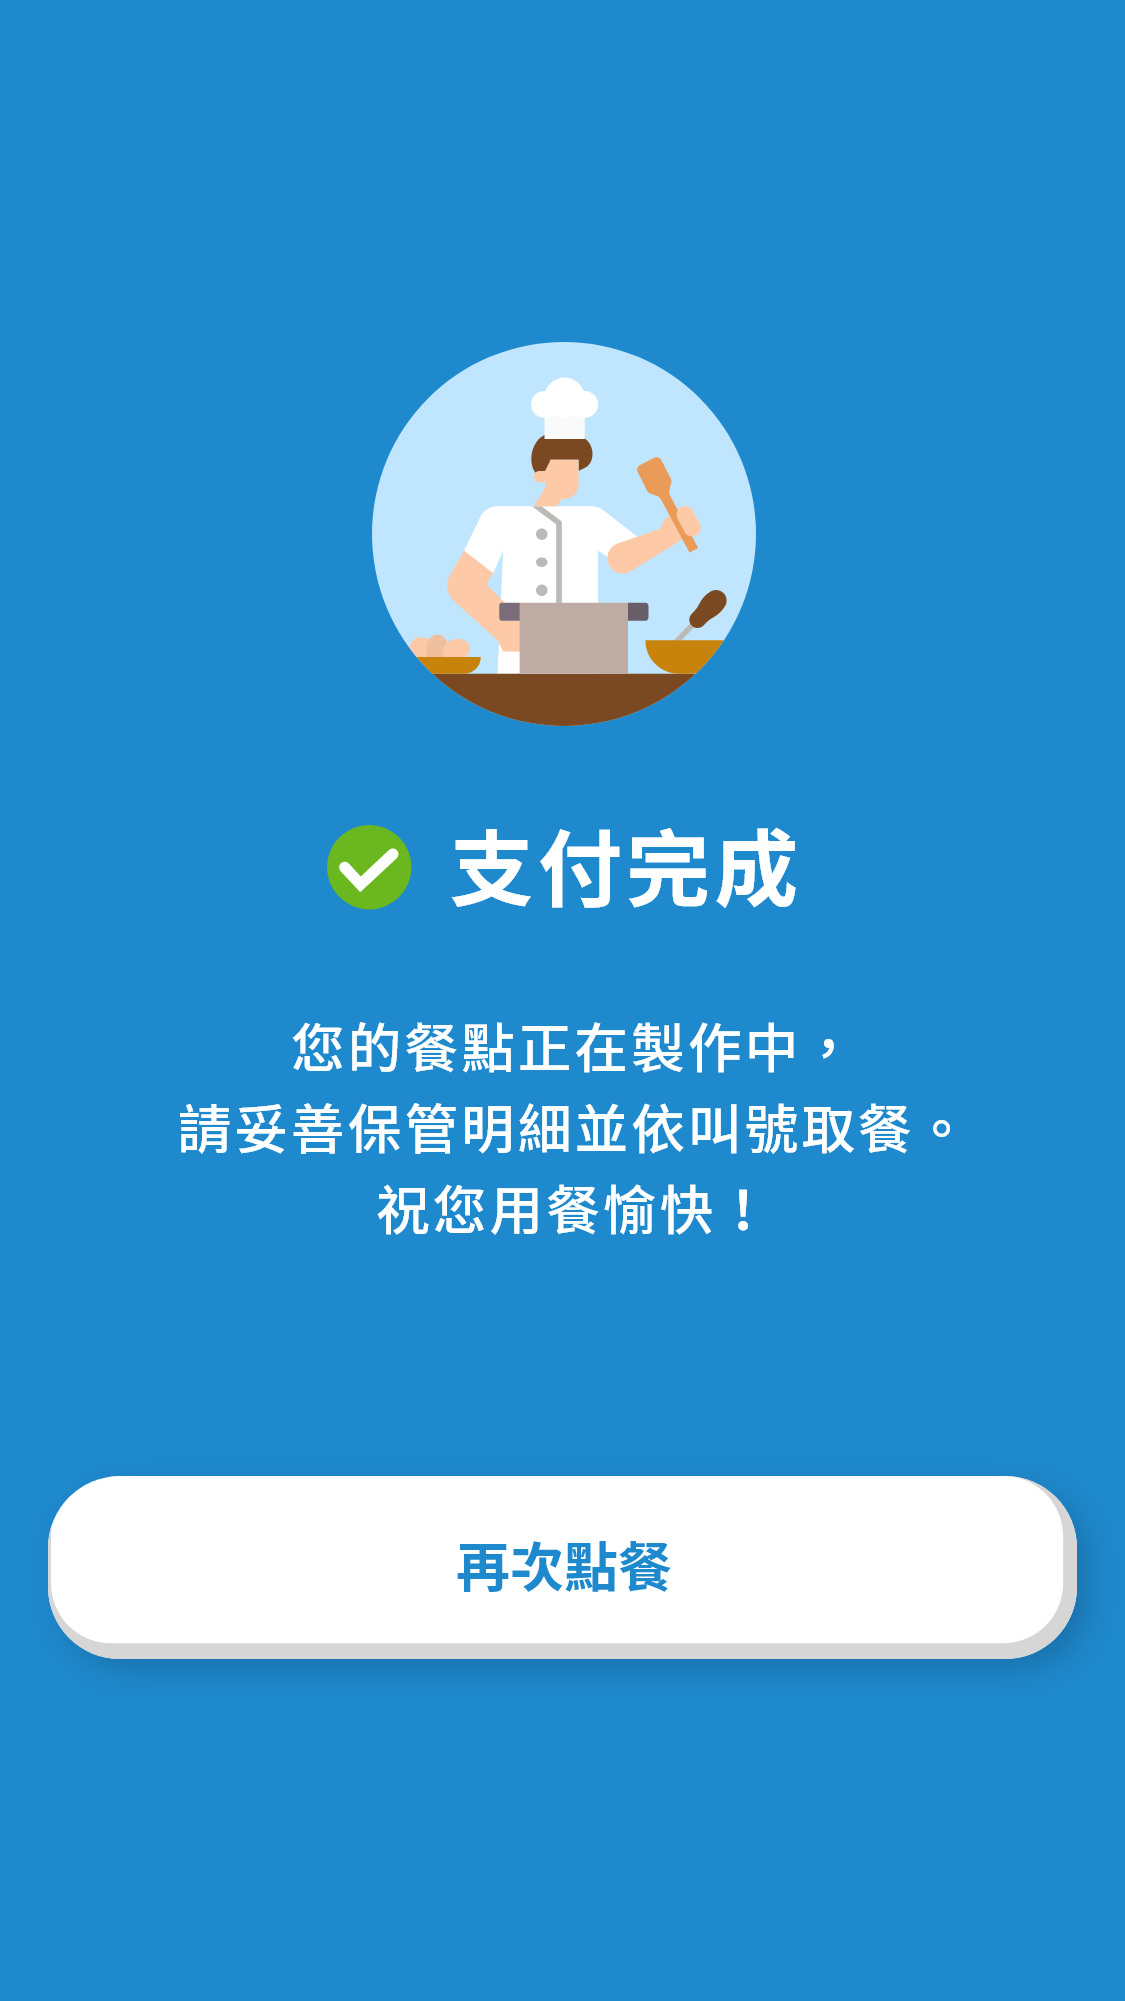 支付完成
您的餐點正在製作中，
請妥善保管明細並依叫號取餐。
祝您用餐愉快！
再次點餐